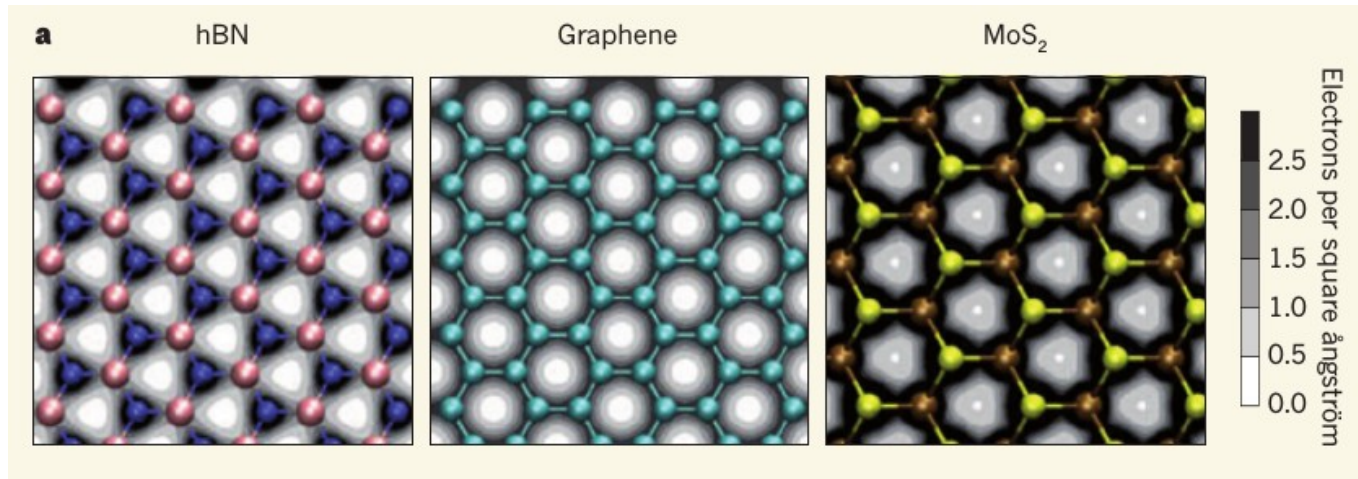 a
hBN
Graphene
MoS₂
2.5
2.0
1.5
1.0
0.5
0.0
Electrons per square ångström